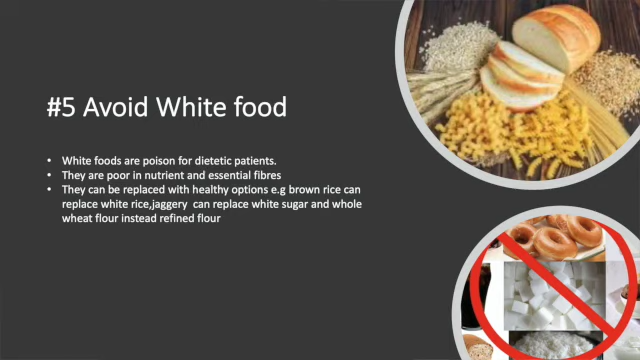 #5 Avoid White food
• White foods are poison for dietetic patients.
• They are poor in nutrient and essential fibres
• They can be replaced with healthy options e.g brown rice can
replace white rice,jaggery can replace white sugar and whole
wheat flour instead refined flour